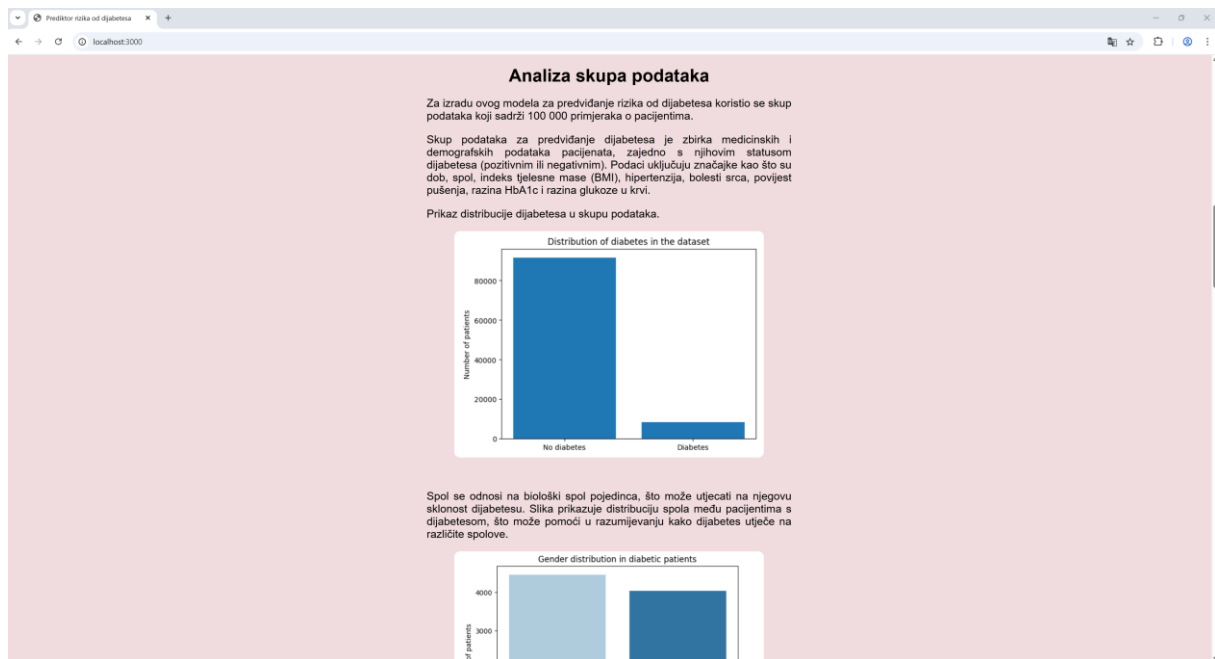 Prediktor rizika od dijabetesa
localhost:3000
Analiza skupa podataka
Za izradu ovog modela za predviđanje rizika od dijabetesa koristio se skup
podataka koji sadrži 100 000 primjeraka o pacijentima.
Skup podataka za predviđanje dijabetesa je zbirka medicinskih i
demografskih podataka pacijenata, zajedno s njihovim statusom
dijabetesa (pozitivnim ili negativnim). Podaci uključuju značajke kao što su
dob, spol, indeks tjelesne mase (BMI), hipertenzija, bolesti srca, povijest
pušenja, razina HbA1c i razina glukoze u krvi.
Prikaz distribucije dijabetesa u skupu podataka.
Distribution of diabetes in the dataset
Number of patients
80000
60000
40000
20000
0
No diabetes
Diabetes
Spol se odnosi na biološki spol pojedinca, što može utjecati na njegovu
sklonost dijabetesu. Slika prikazuje distribuciju spola među pacijentima s
dijabetesom, što može pomoći u razumijevanju kako dijabetes utječe na
različite spolove.
Gender distribution in diabetic patients
of patients
4000
3000